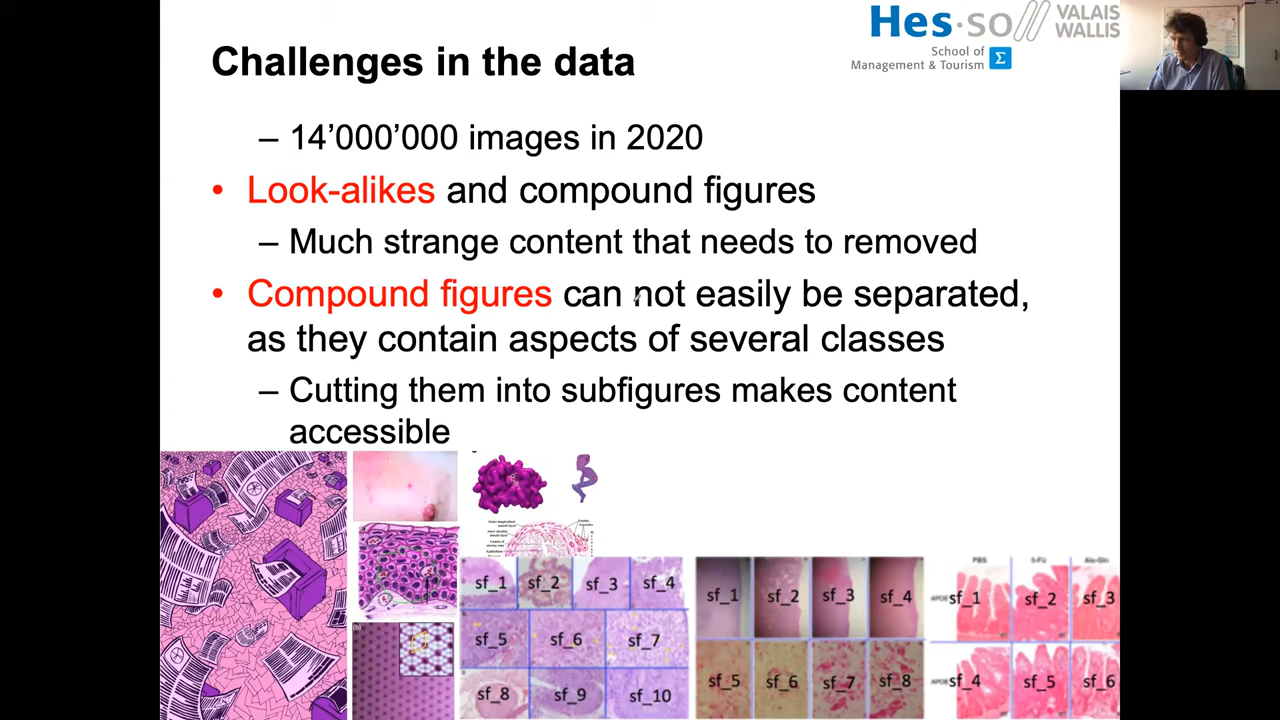 Hes·so VALAIS
WALLIS
School of
Management & Tourism Σ
Challenges in the data
– 14’000’000 images in 2020
• Look-alikes and compound figures
– Much strange content that needs to removed
• Compound figures can not easily be separated,
as they contain aspects of several classes
– Cutting them into subfigures makes content
accessible
(b)
sf_1 sf_2 sf_3 sf_4
sf_5 sf_6 sf_7
sf_8 sf_9 sf_10
sf_1 sf_2 sf_3 sf_4
sf_5 sf_6 sf_7 sf_8
PBS 5-FU Ala-Gln
sf_1 sf_2 sf_3
sf_4 sf_5 sf_6